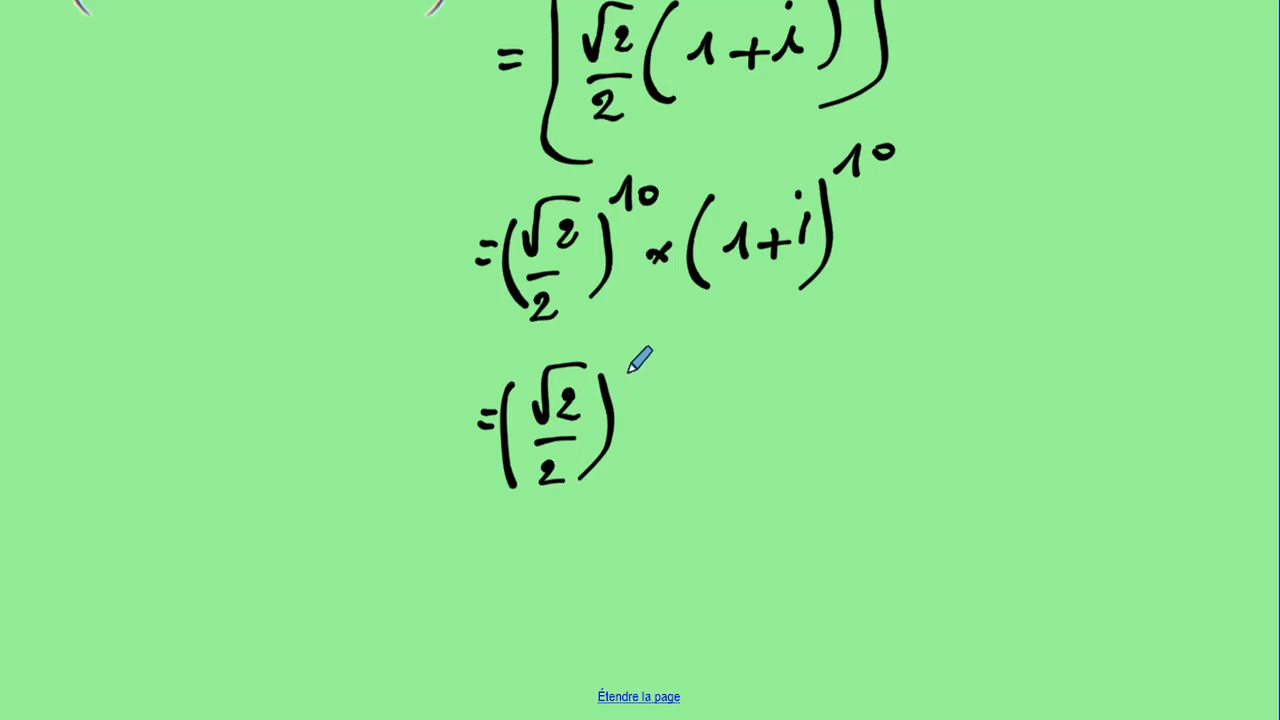 = [√2/2 (1+i)]
= (√2/2)^10 × (1+i)^10
= (√2/2)
Étendre la page